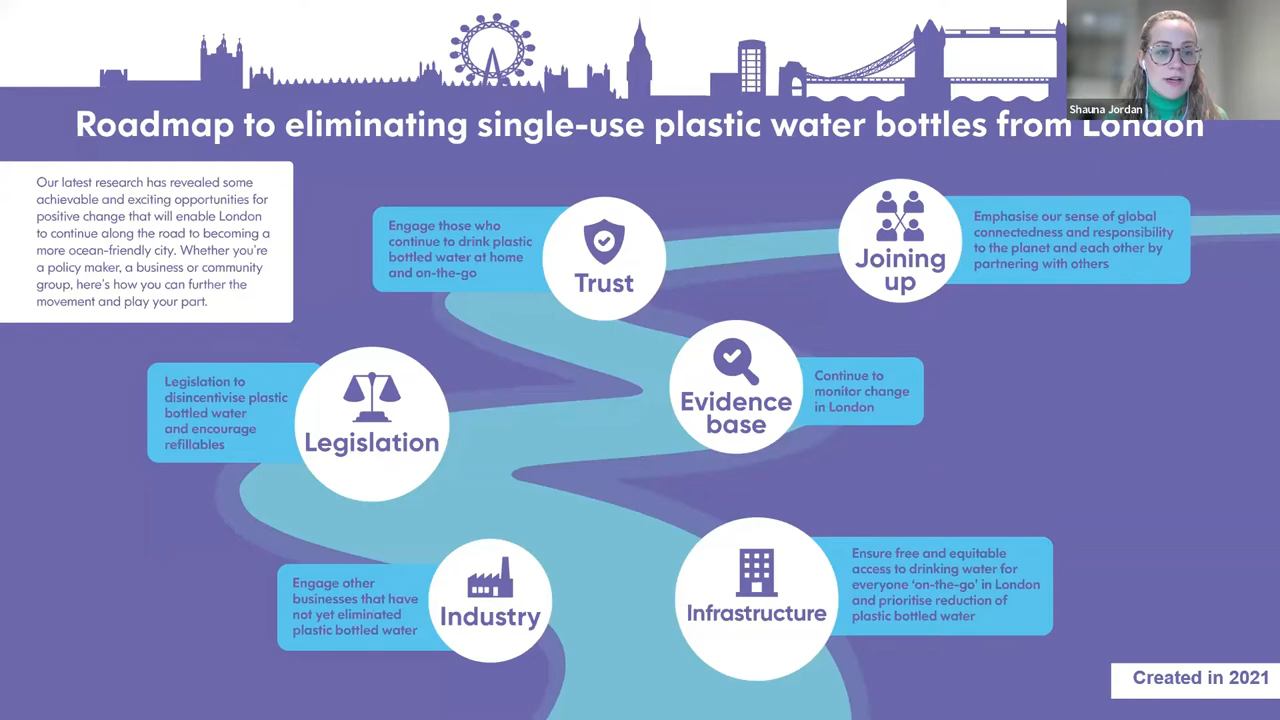 Shauna Jordan
Roadmap to eliminating single-use plastic water bottles from London
Our latest research has revealed some
achievable and exciting opportunities for
positive change that will enable London
to continue along the road to becoming a
more ocean-friendly city. Whether you're
a policy maker, a business or community
group, here's how you can further the
movement and play your part.
Engage those who
continue to drink plastic
bottled water at home
and on-the-go
Trust
Joining
up
Emphasise our sense of global
connectedness and responsibility
to the planet and each other by
partnering with others
Legislation to
disincentivise plastic
bottled water
and encourage
refillables
Legislation
Evidence
base
Continue to
monitor change
in London
Engage other
businesses that have
not yet eliminated
plastic bottled water
Industry
Infrastructure
Ensure free and equitable
access to drinking water for
everyone 'on-the-go' in London
and prioritise reduction of
plastic bottled water
Created in 2021